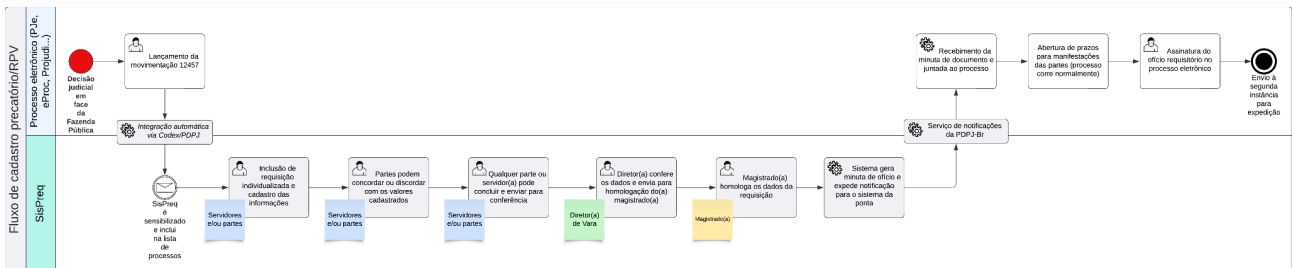 Fluxo de cadastro precatório/RPV
Processo eletrônico (PJe,
eProc, Projudi...)
Decisão
judicial
em
face
da
Fazenda
Pública
Lançamento da
movimentação 12457
Integração automática
via Codex/PDPJ
Recebimento da
minuta de documento e
juntada ao processo
Abertura de prazos
para manifestações
das partes (processo
corre normalmente)
Assinatura do
ofício requisitório no
processo eletrônico
Envio à
segunda
instância
para
expedição
Serviço de notificações
da PDPJ-Br
SisPreq
SisPreq
é
sensibilizado
e inclui
na lista
de
processos
Inclusão de
requisição
individualizada e
cadastro das
informações
Servidores
e/ou partes
Partes podem
concordar ou discordar
com os valores
cadastrados
Servidores
e/ou partes
Qualquer parte ou
servidor(a) pode
concluir e enviar para
conferência
Servidores
e/ou partes
Diretor(a) confere
os dados e envia para
homologação do(a)
magistrado(a)
Diretor(a)
de Vara
Magistrado(a)
homologa os dados da
requisição
Magistrado(a)
Sistema gera
minuta de ofício e
expede notificação
para o sistema da
ponta